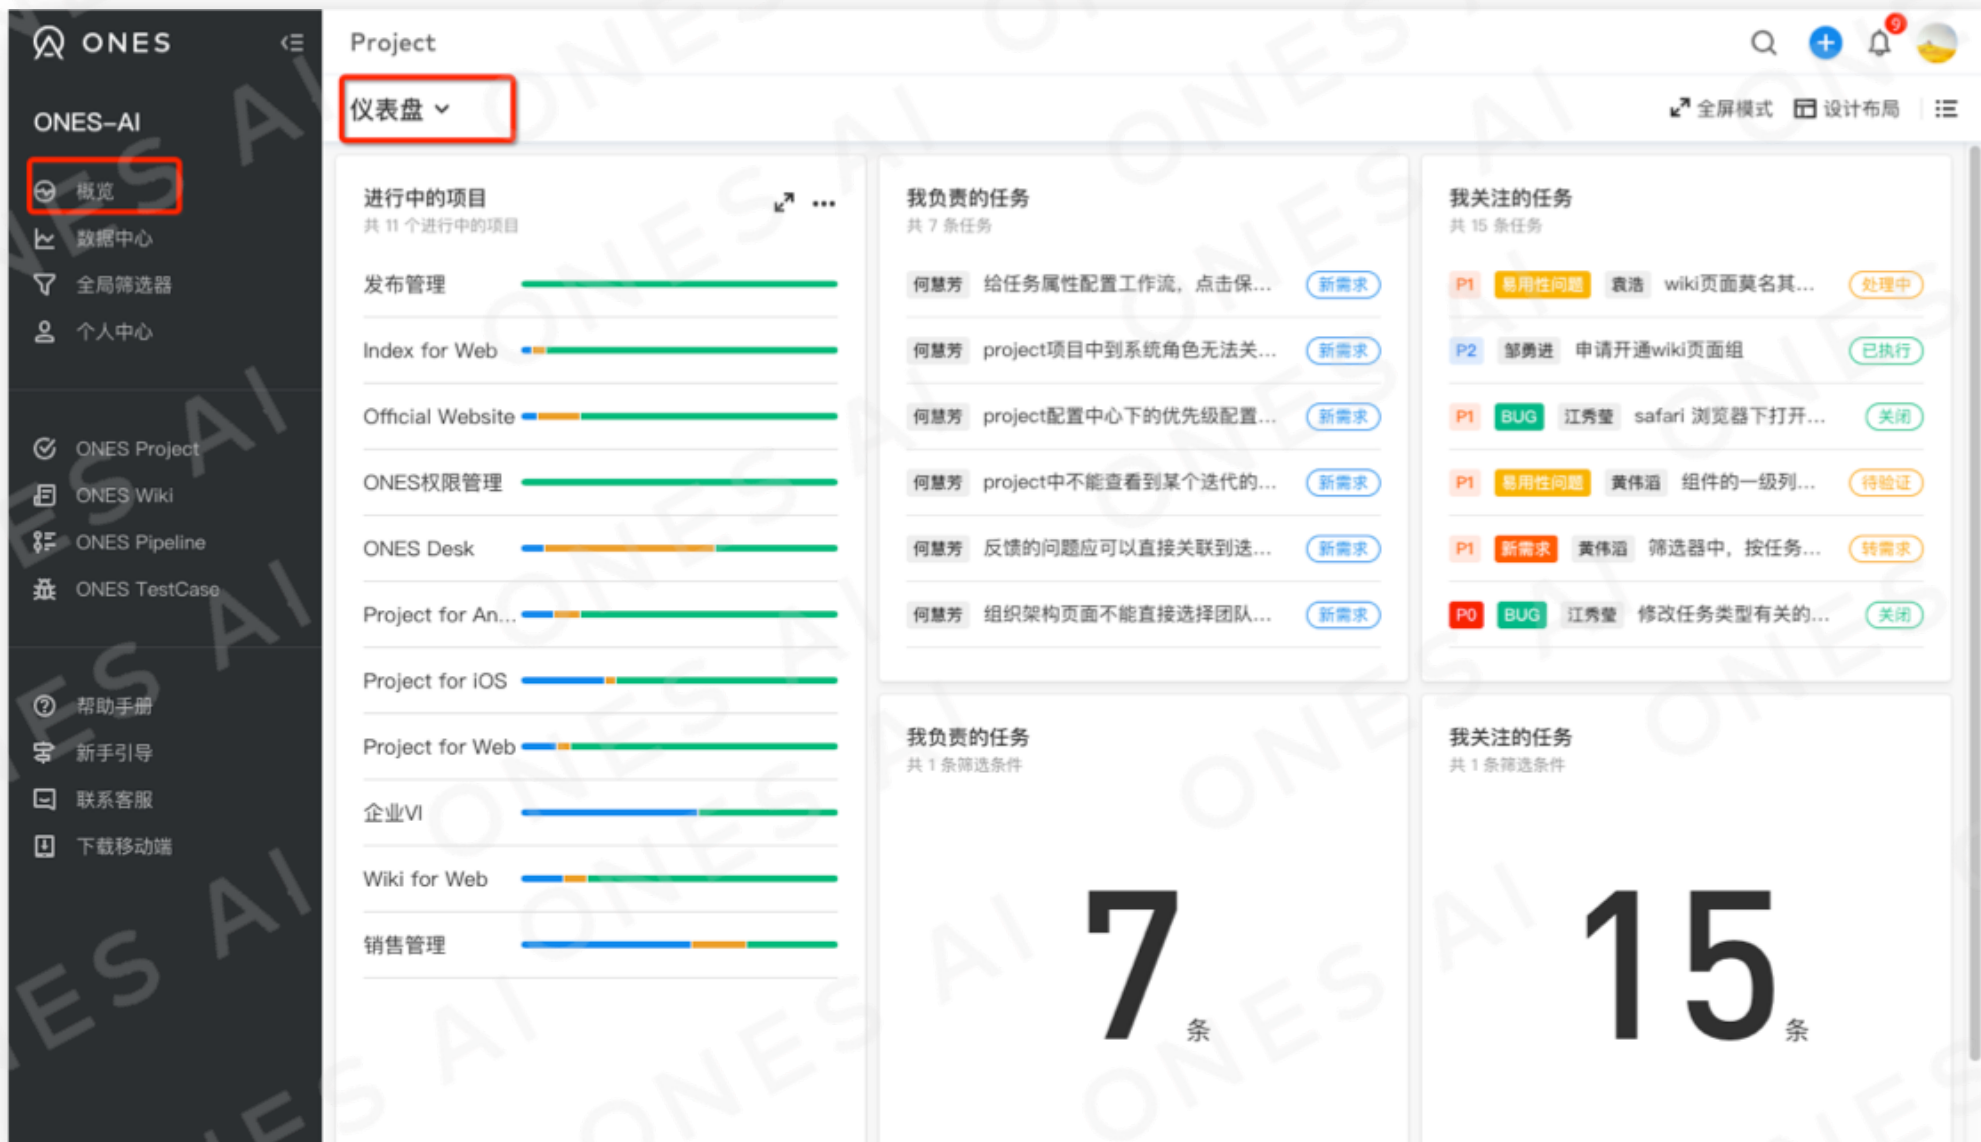 ONES
ONES-AI
概览
数据中心
全局筛选器
个人中心
ONES Project
ONES Wiki
ONES Pipeline
ONES TestCase
帮助手册
新手引导
联系客服
下载移动端
Project
9
仪表盘
全屏模式 设计布局
进行中的项目
共 11 个进行中的项目
发布管理
Index for Web
Official Website
ONES权限管理
ONES Desk
Project for An...
Project for iOS
Project for Web
企业VI
Wiki for Web
销售管理
我负责的任务
共 7 条任务
何慧芳 给任务属性配置工作流，点击保... 新需求
何慧芳 project项目中到系统角色无法关... 新需求
何慧芳 project配置中心下的优先级配置... 新需求
何慧芳 project中不能查看到某个迭代的... 新需求
何慧芳 反馈的问题应可以直接关联到迭... 新需求
何慧芳 组织架构页面不能直接选择团队... 新需求
我关注的任务
共 15 条任务
P1 易用性问题 袁浩 wiki页面莫名其... 处理中
P2 邹勇进 申请开通wiki页面组 已执行
P1 BUG 江秀莹 safari 浏览器下打开... 关闭
P1 易用性问题 黄伟滔 组件的一级列... 待验证
P1 新需求 黄伟滔 筛选器中，按任务... 转需求
P0 BUG 江秀莹 修改任务类型有关的... 关闭
我负责的任务
共 1 条筛选条件
7 条
我关注的任务
共 1 条筛选条件
15 条
ONES AI